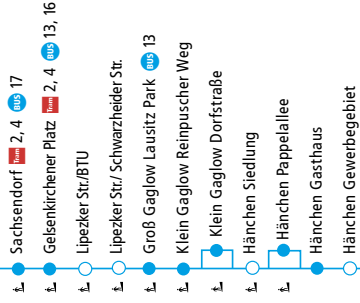 Sachsendorf Tram 2, 4 BUS 17
Gelsenkirchener Platz Tram 2, 4 BUS 13, 16
Lipezker Str./BTU
Lipezker Str./ Schwarzheider Str.
Groß Gaglow Lausitz Park BUS 13
Klein Gaglow Reinpuscher Weg
Klein Gaglow Dorfstraße
Hänchen Siedlung
Hänchen Pappelallee
Hänchen Gasthaus
Hänchen Gewerbegebiet